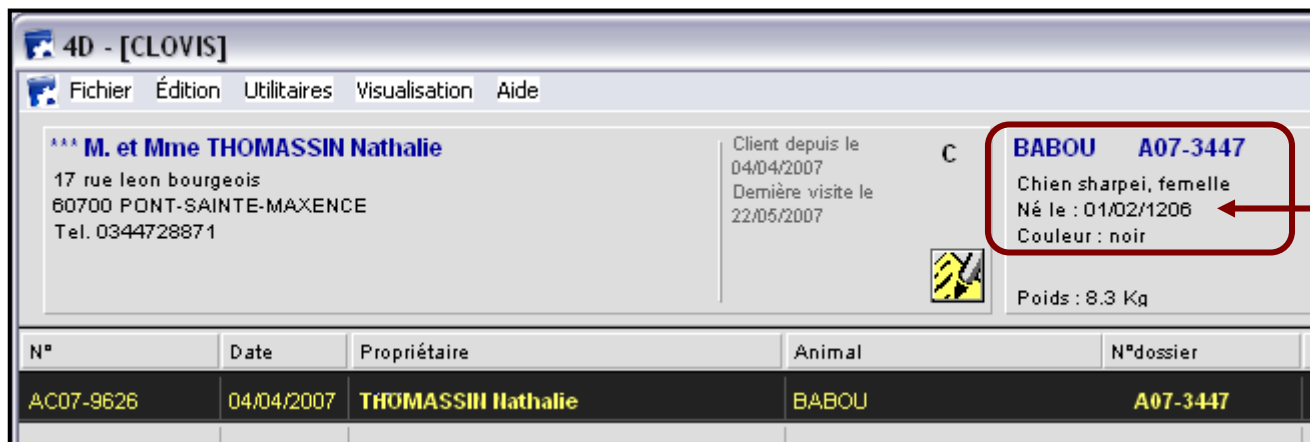 4D - [CLOVIS]
Fichier Édition Utilitaires Visualisation Aide
*** M. et Mme THOMASSIN Nathalie
17 rue leon bourgeois
60700 PONT-SAINTE-MAXENCE
Tel. 0344728871
Client depuis le
04/04/2007
Dernière visite le
22/05/2007
C
BABOU A07-3447
Chien sharpei, femelle
Né le : 01/02/1206
Couleur : noir
Poids : 8.3 Kg
N° Date Propriétaire Animal N°dossier
AC07-9626 04/04/2007 THOMASSIN Nathalie BABOU A07-3447